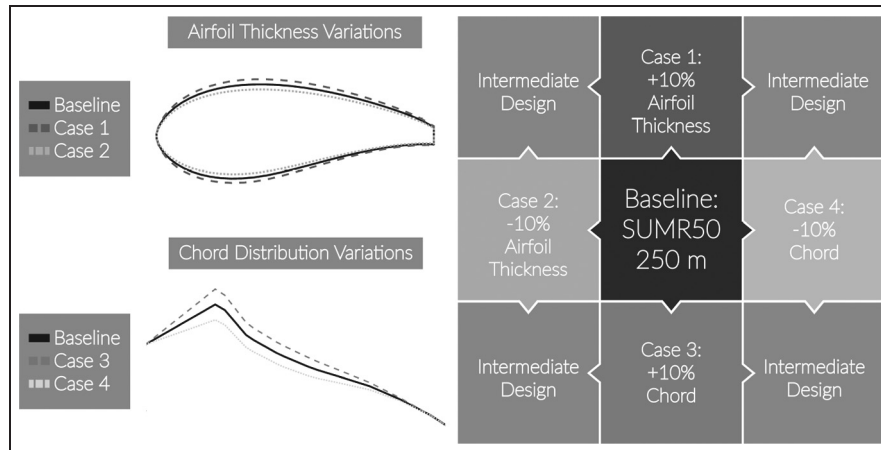 Airfoil Thickness Variations
Baseline
Case 1
Case 2
Chord Distribution Variations
Baseline
Case 3
Case 4
Intermediate
Design
Case 1:
+10%
Airfoil
Thickness
Intermediate
Design
Case 2:
-10%
Airfoil
Thickness
Baseline:
SUMR50
250 m
Case 4:
-10%
Chord
Intermediate
Design
Case 3:
+10%
Chord
Intermediate
Design